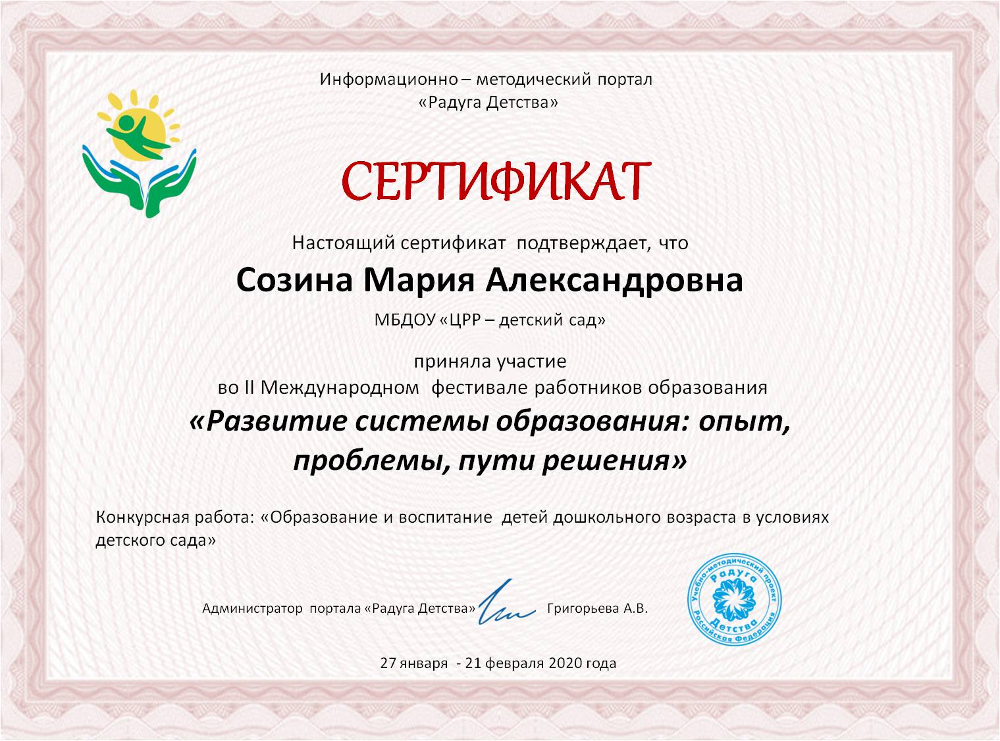 Информационно – методический портал
«Радуга Детства»
СЕРТИФИКАТ
Настоящий сертификат подтверждает, что
Созина Мария Александровна
МБДОУ «ЦРР – детский сад»
приняла участие
во II Международном фестивале работников образования
«Развитие системы образования: опыт,
проблемы, пути решения»
Конкурсная работа: «Образование и воспитание детей дошкольного возраста в условиях
детского сада»
Администратор портала «Радуга Детства» Григорьева А.В.
Учебно-методический проект
Радуга
Детства
Российская Федерация
27 января - 21 февраля 2020 года